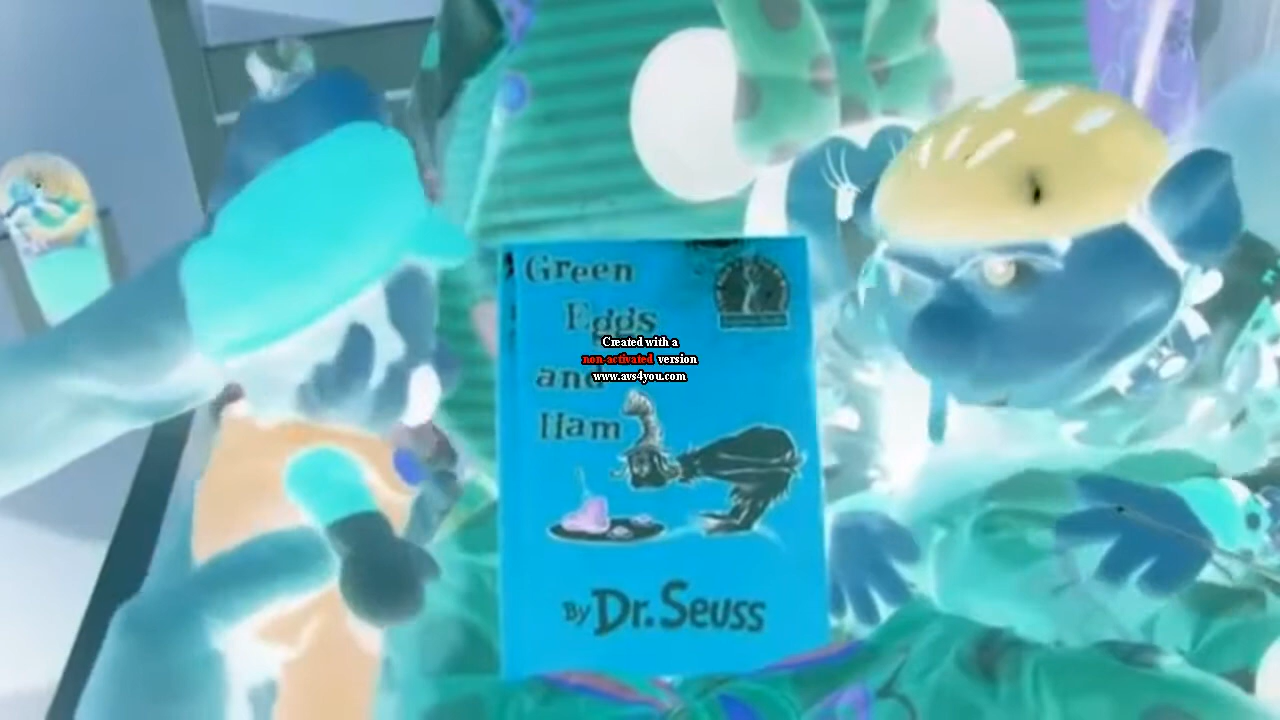 Green
Eggs
and
Ham
By Dr. Seuss
Created with a
non-activated version
www.avs4you.com